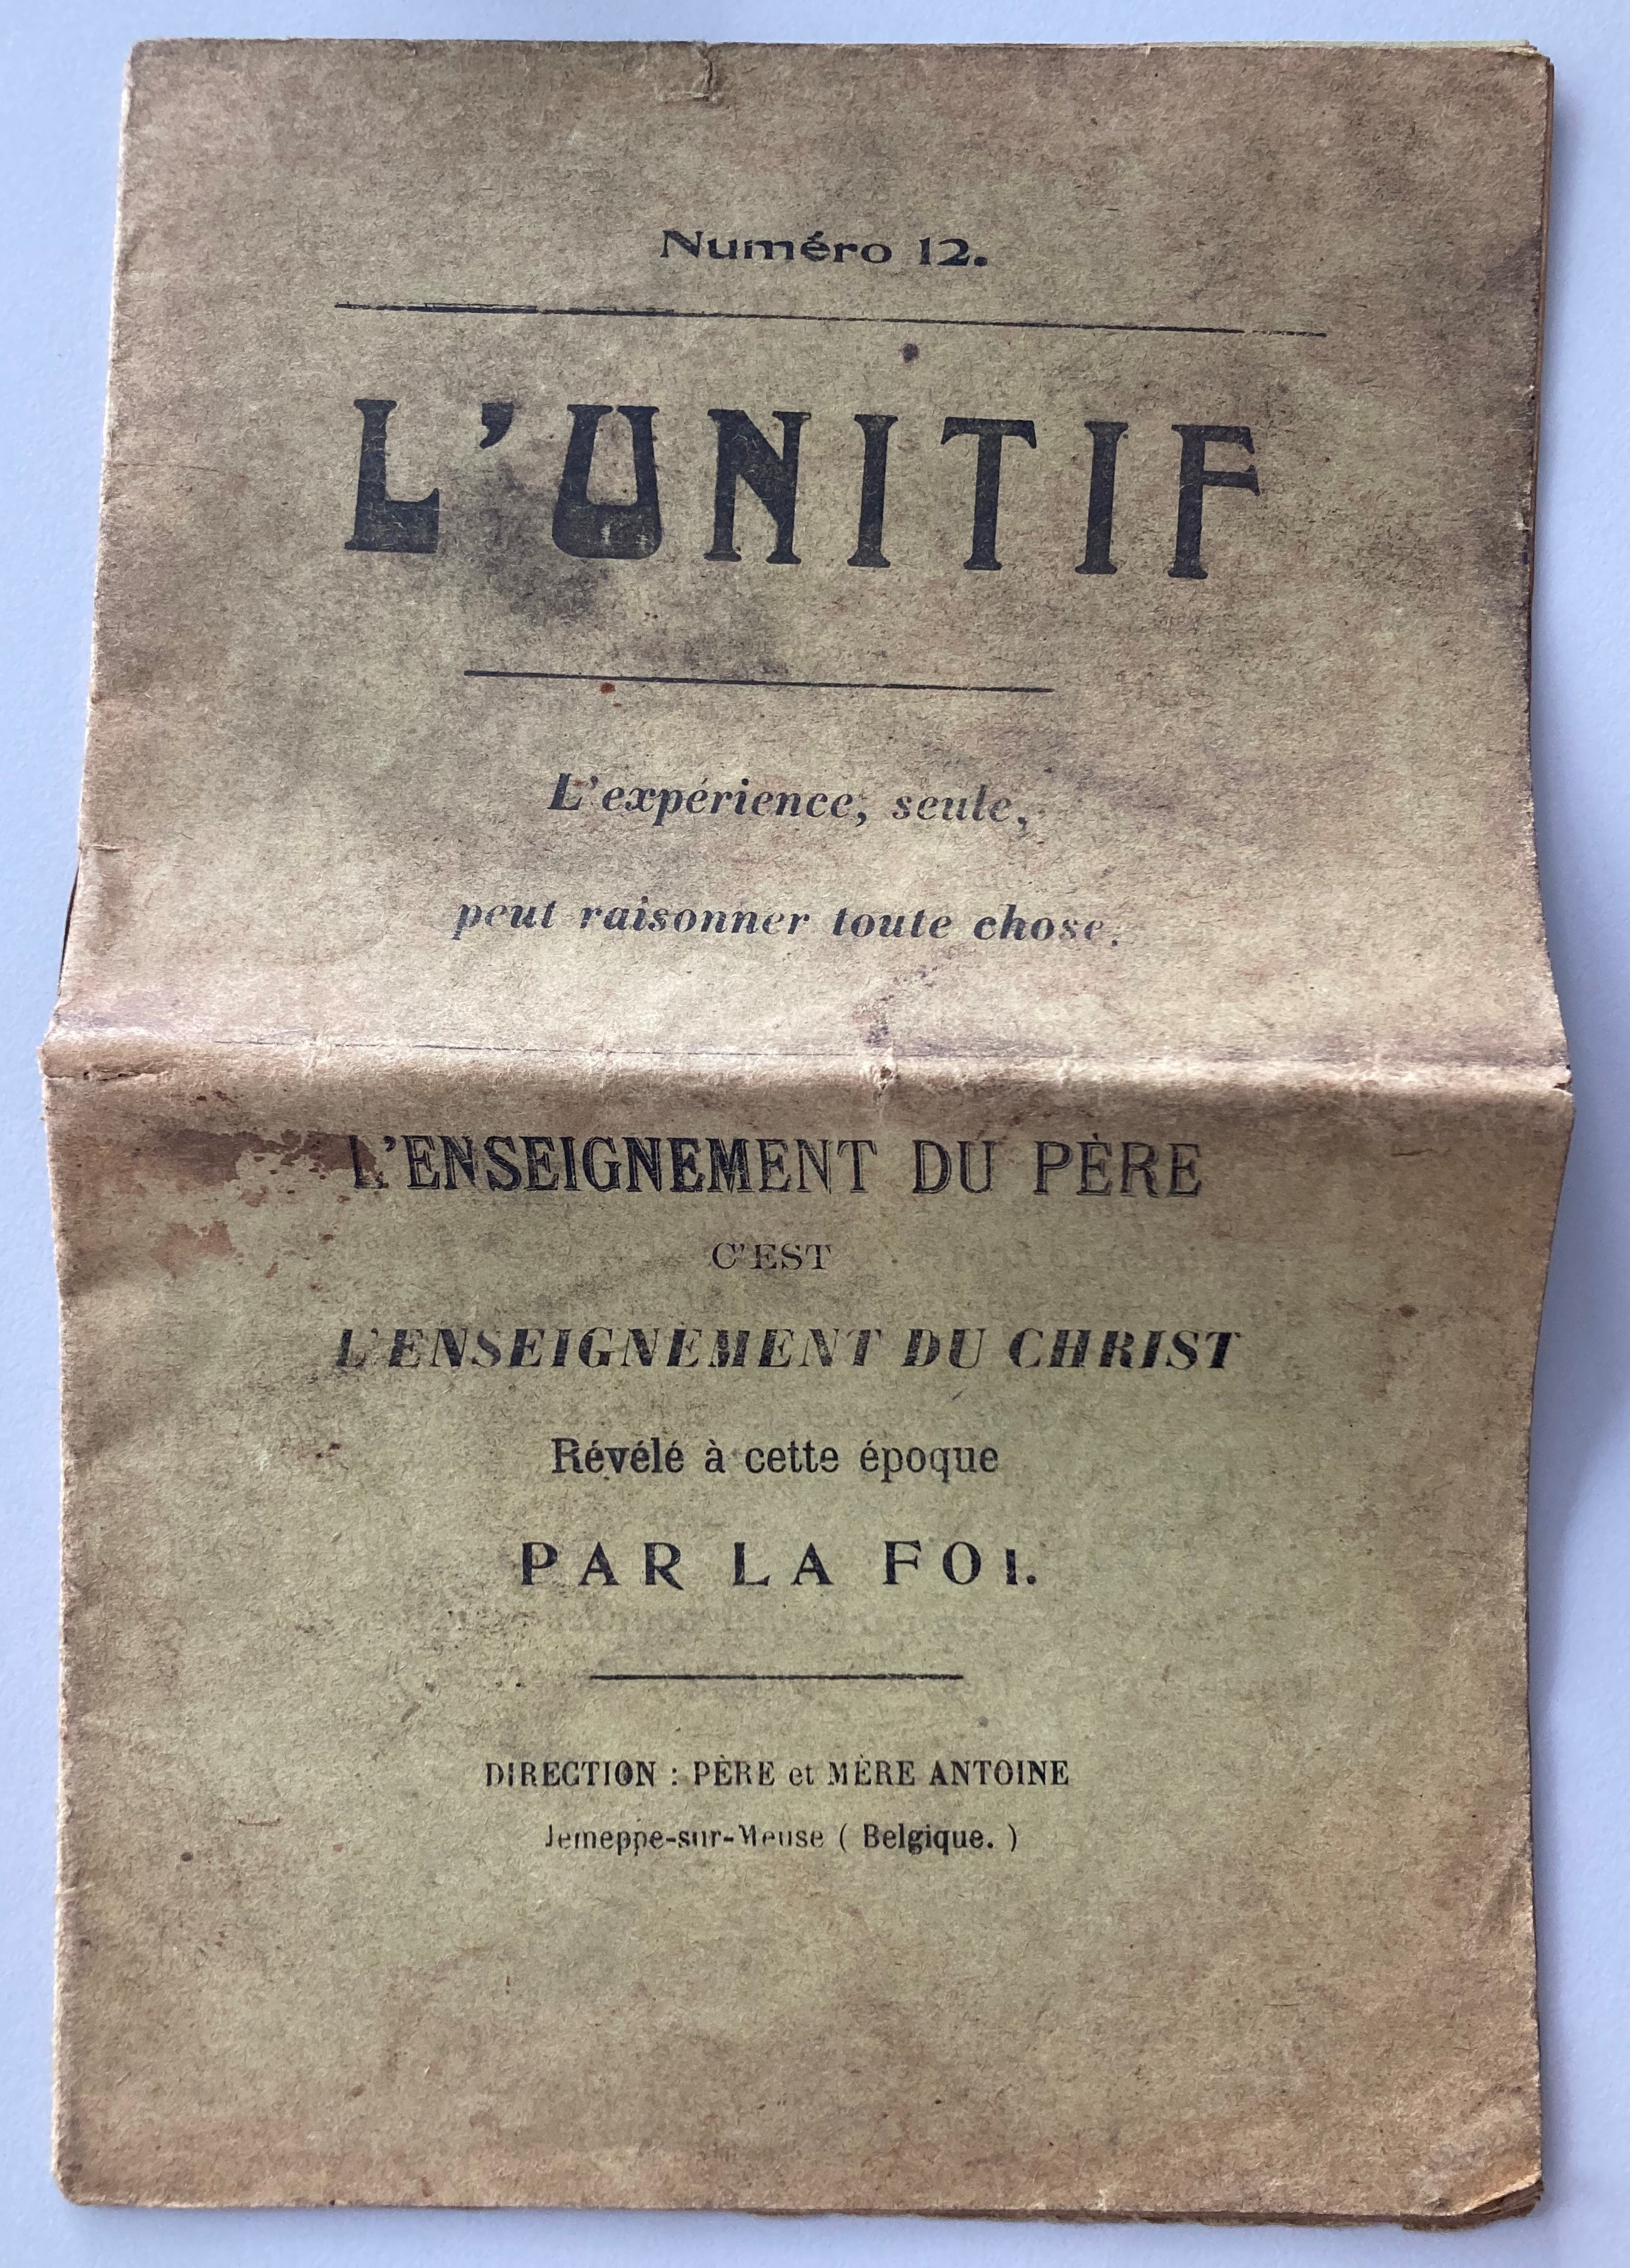 Numéro 12.
L'UNITIF
L'expérience, seule,
peut raisonner toute chose.
L'ENSEIGNEMENT DU PÈRE
C'EST
L'ENSEIGNEMENT DU CHRIST
Révélé à cette époque
PAR LA FOI.
DIRECTION : PÈRE et MÈRE ANTOINE
Jemeppe-sur-Meuse ( Belgique. )